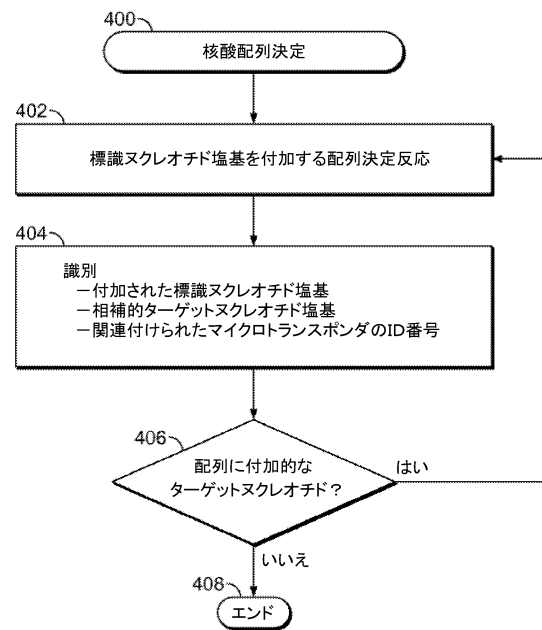 400
核酸配列決定
402
標識ヌクレオチド塩基を付加する配列決定反応
404
識別
－付加された標識ヌクレオチド塩基
－相補的ターゲットヌクレオチド塩基
－関連付けられたマイクロトランスポンダのID番号
406
配列に付加的な
ターゲットヌクレオチド？
はい
いいえ
408
エンド